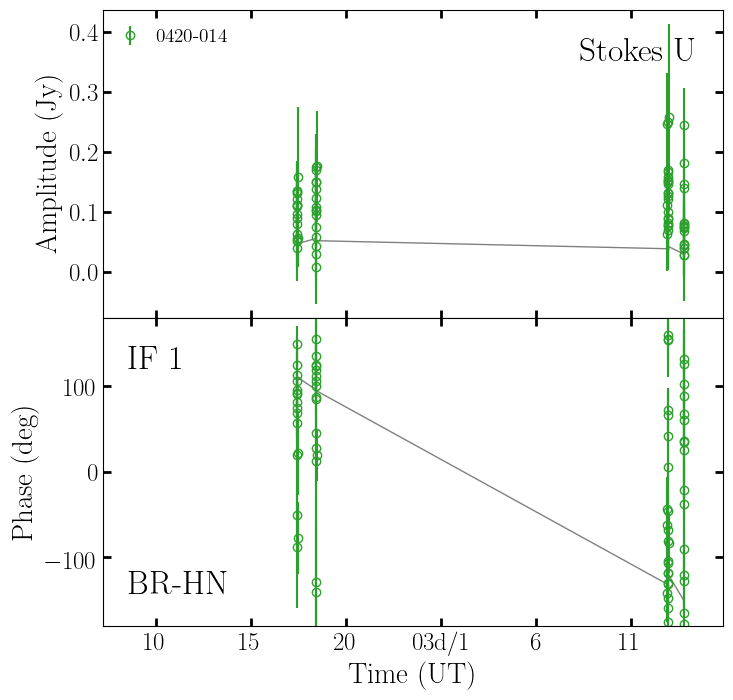 0420-014
Stokes U
0.4
0.3
0.2
0.1
0.0
Amplitude (Jy)
IF 1
100
0
−100
Phase (deg)
BR-HN
10 15 20 03d/1 6 11
Time (UT)